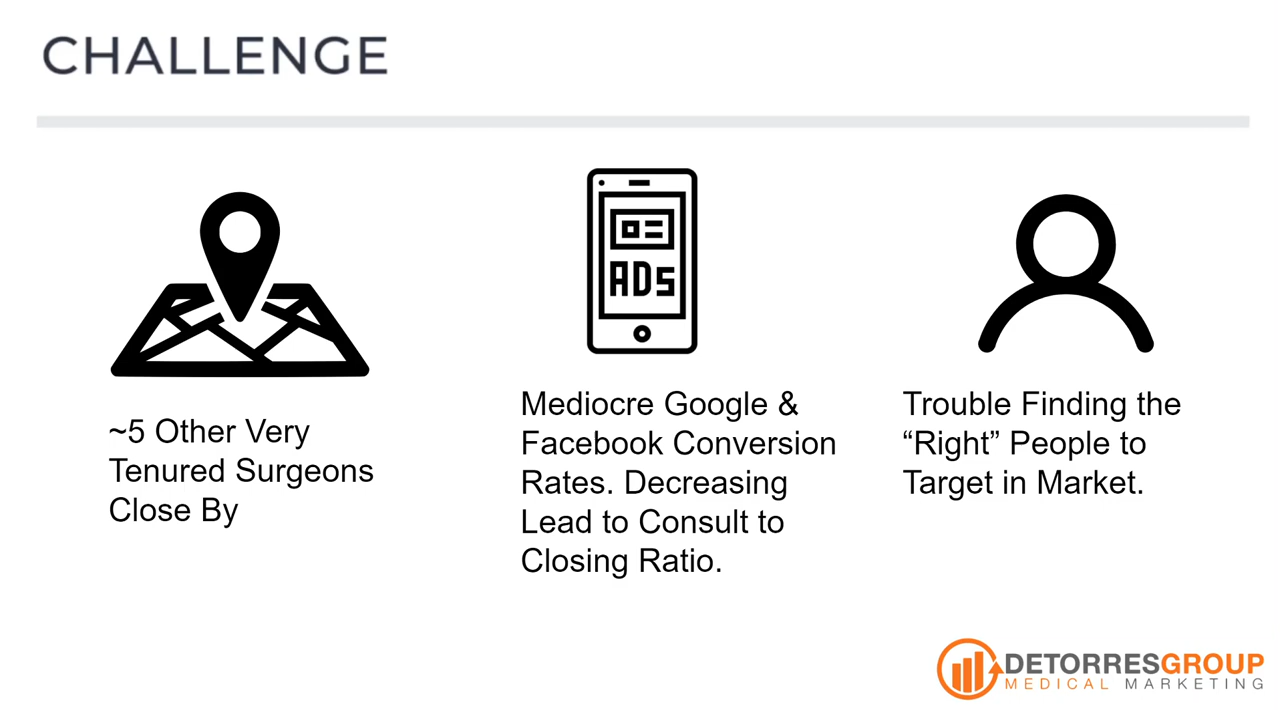 CHALLENGE
ADS
~5 Other Very
Tenured Surgeons
Close By
Mediocre Google &
Facebook Conversion
Rates. Decreasing
Lead to Consult to
Closing Ratio.
Trouble Finding the
“Right” People to
Target in Market.
DETORRESGROUP
MEDICAL MARKETING